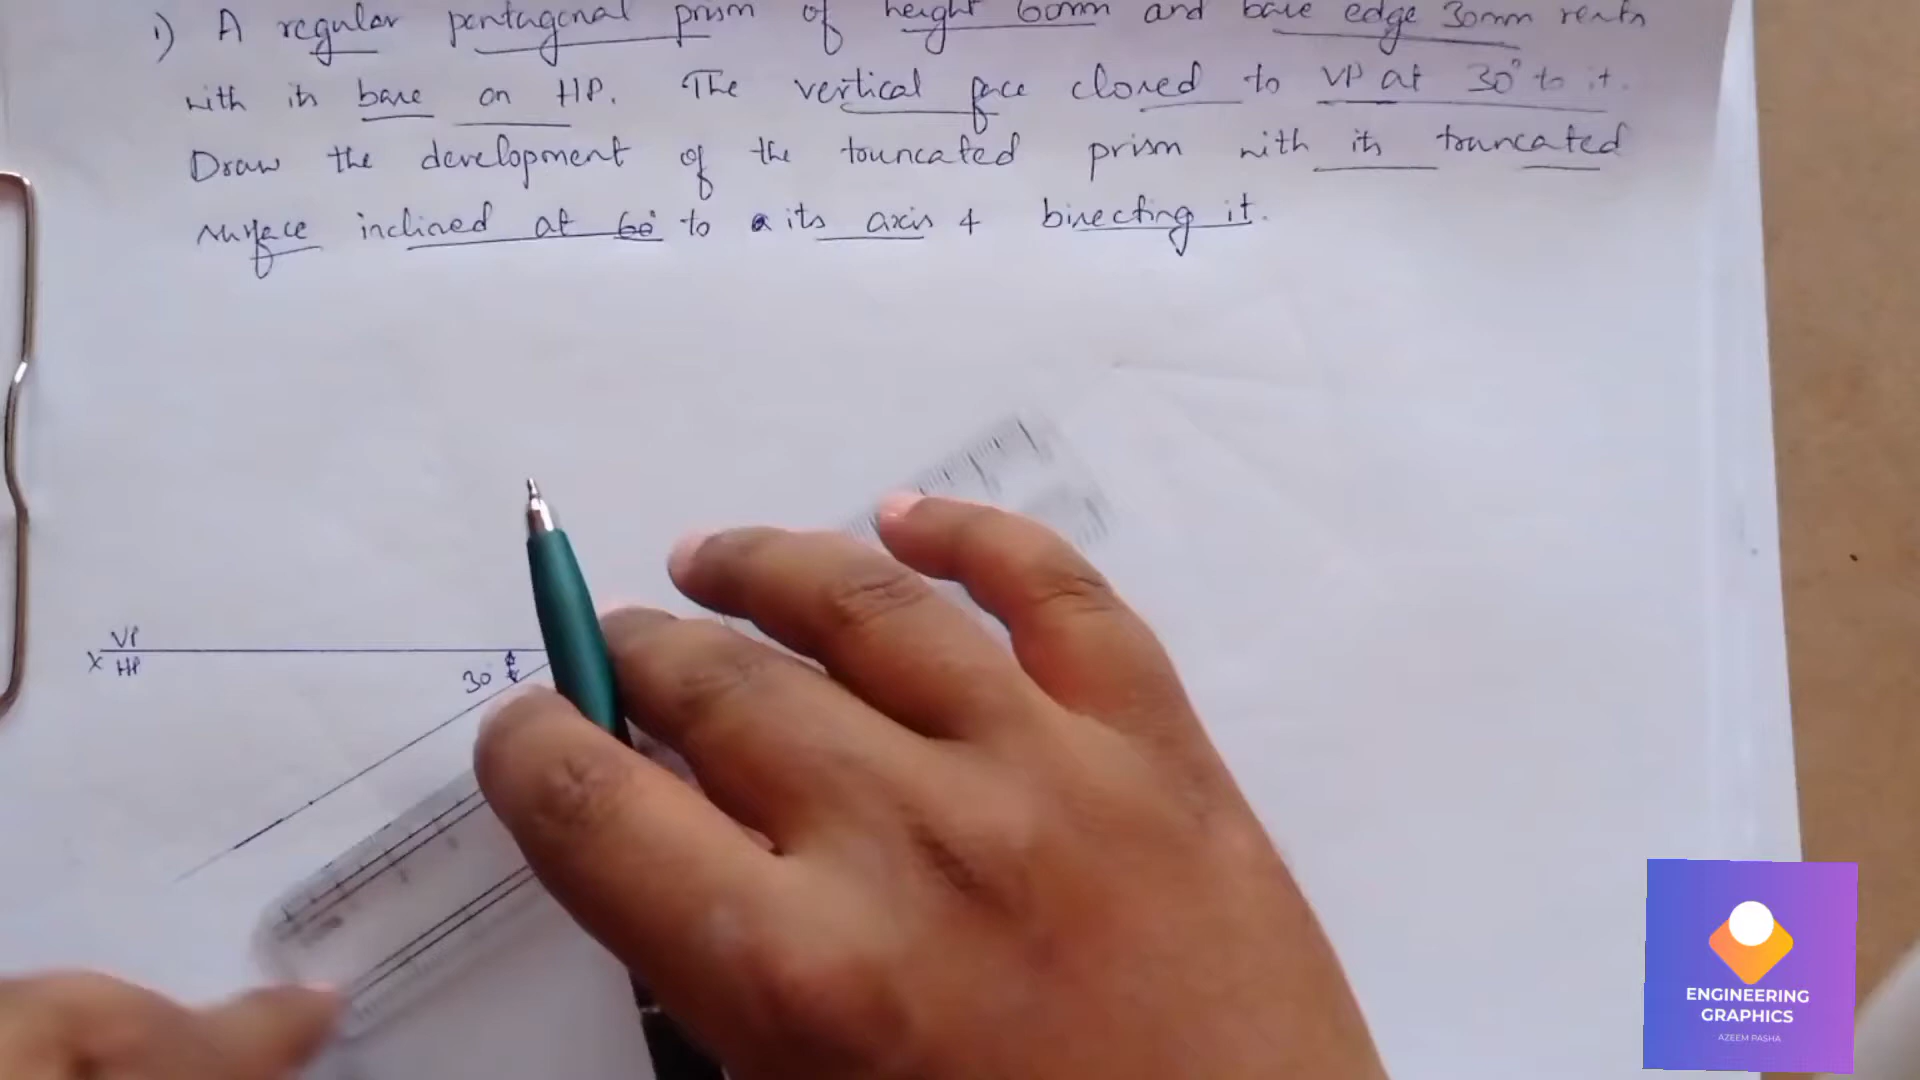 1) A regular pentagonal prism of height 60mm and base edge 30mm rests
with its base on HP. The vertical face closed to VP at 30° to it.
Draw the development of the truncated prism with its truncated
surface inclined at 60° to its axis & bisecting it.
VP
X HP
30°
ENGINEERING
GRAPHICS
AZEEM PASHA